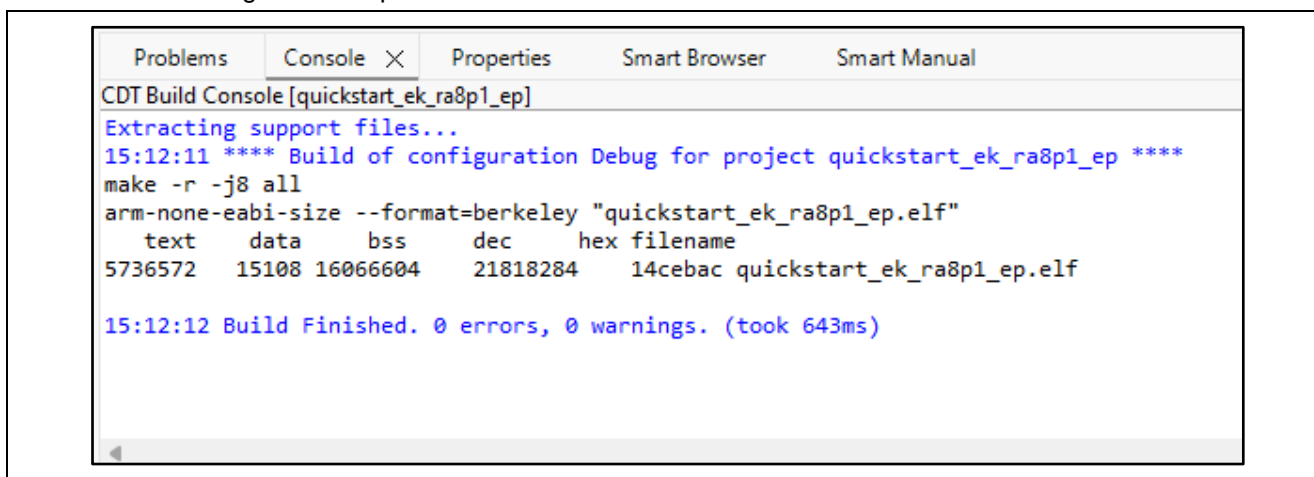 Problems Console Properties Smart Browser Smart Manual
CDT Build Console [quickstart_ek_ra8p1_ep]
Extracting support files...
15:12:11 **** Build of configuration Debug for project quickstart_ek_ra8p1_ep ****
make -r -j8 all
arm-none-eabi-size --format=berkeley "quickstart_ek_ra8p1_ep.elf"
text data bss dec hex filename
5736572 15108 16066604 21818284 14cebac quickstart_ek_ra8p1_ep.elf
15:12:12 Build Finished. 0 errors, 0 warnings. (took 643ms)